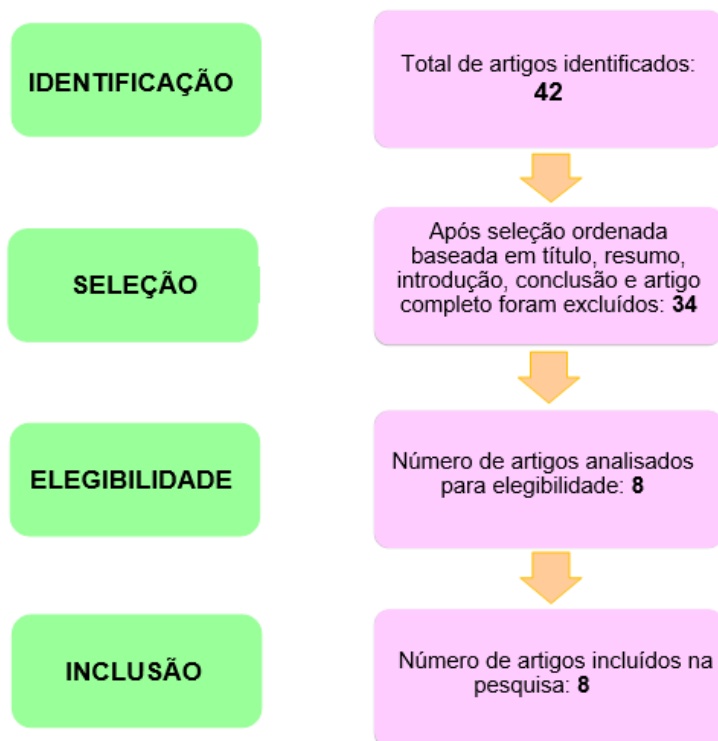 IDENTIFICAÇÃO
Total de artigos identificados:
42
SELEÇÃO
Após seleção ordenada
baseada em título, resumo,
introdução, conclusão e artigo
completo foram excluídos: 34
ELEGIBILIDADE
Número de artigos analisados
para elegibilidade: 8
INCLUSÃO
Número de artigos incluídos na
pesquisa: 8